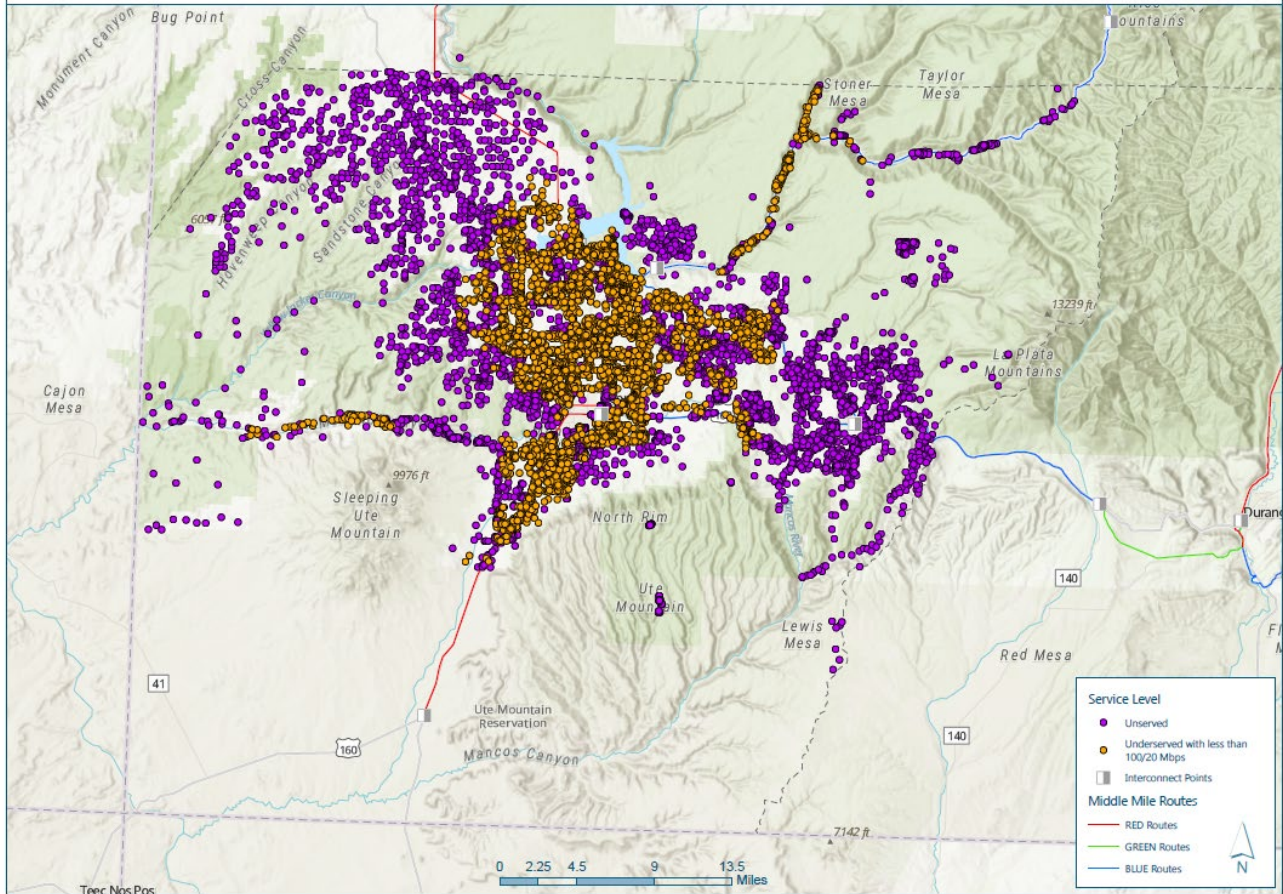 Bug Point
Monument Canyon
Cross Canyon
ountains
Stoner
Mesa
Taylor
Mesa
Hovenweep Canyon
Sandstone Canyon
Canyon
13239 ft
La Plata
Mountains
Cajon
Mesa
9976 ft
Sleeping
Ute
Mountain
North Rim
Mancos River
Ute
Mountain
Lewis
Mesa
Red Mesa
140
41
160
140
Ute Mountain
Reservation
Mancos Canyon
7142 ft
Teec Nos Pos
0 2.25 4.5 9 13.5
Miles
Service Level
Unserved
Underserved with less than
100/20 Mbps
Interconnect Points
Middle Mile Routes
RED Routes
GREEN Routes
BLUE Routes
N